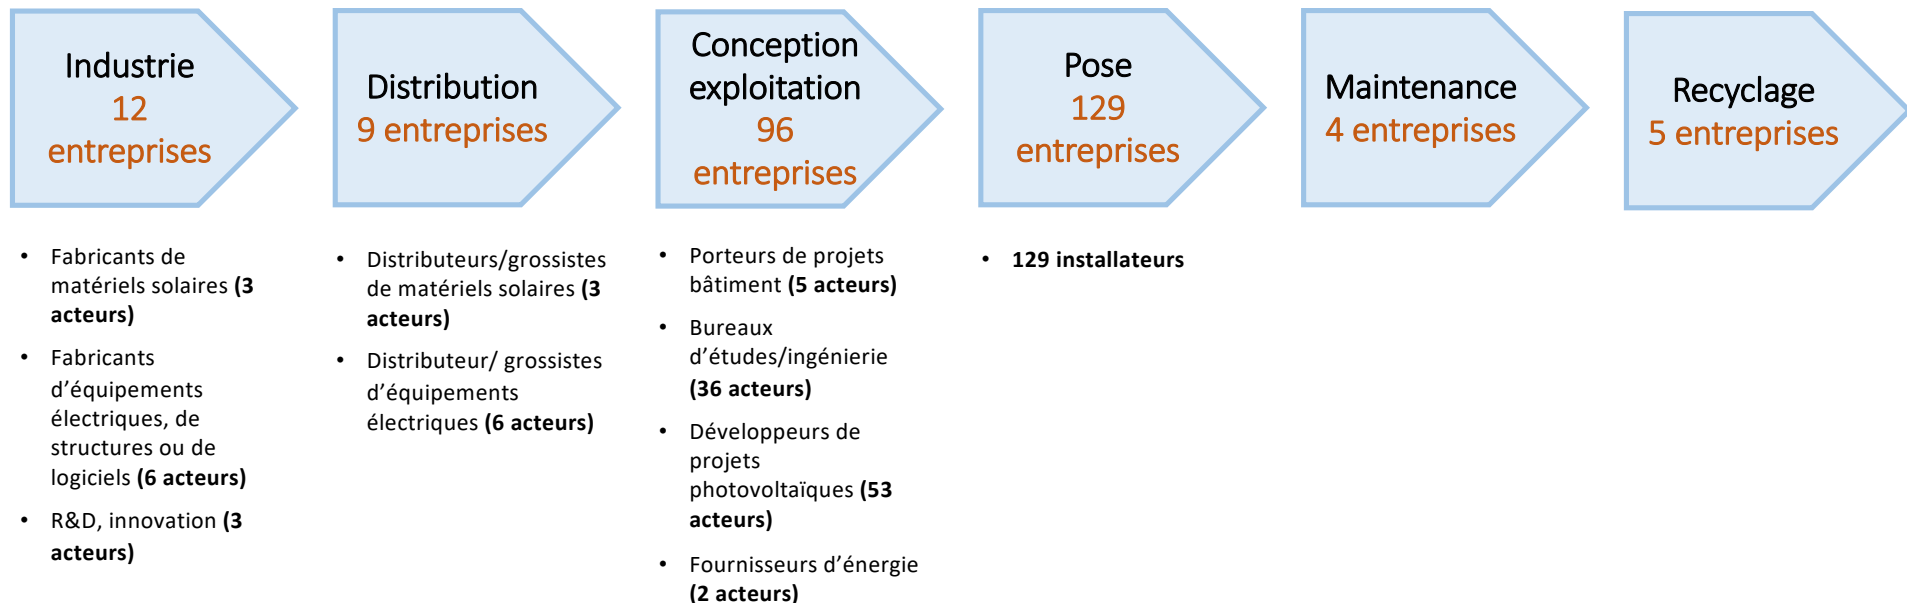 Industrie
12
entreprises
Distribution
9 entreprises
Conception
exploitation
96
entreprises
Pose
129
entreprises
Maintenance
4 entreprises
Recyclage
5 entreprises
• Fabricants de
matériels solaires (3
acteurs)
• Fabricants
d’équipements
électriques, de
structures ou de
logiciels (6 acteurs)
• R&D, innovation (3
acteurs)
• Distributeurs/grossistes
de matériels solaires (3
acteurs)
• Distributeur/ grossistes
d’équipements
électriques (6 acteurs)
• Porteurs de projets
bâtiment (5 acteurs)
• Bureaux
d’études/ingénierie
(36 acteurs)
• Développeurs de
projets
photovoltaïques (53
acteurs)
• Fournisseurs d’énergie
(2 acteurs)
• 129 installateurs